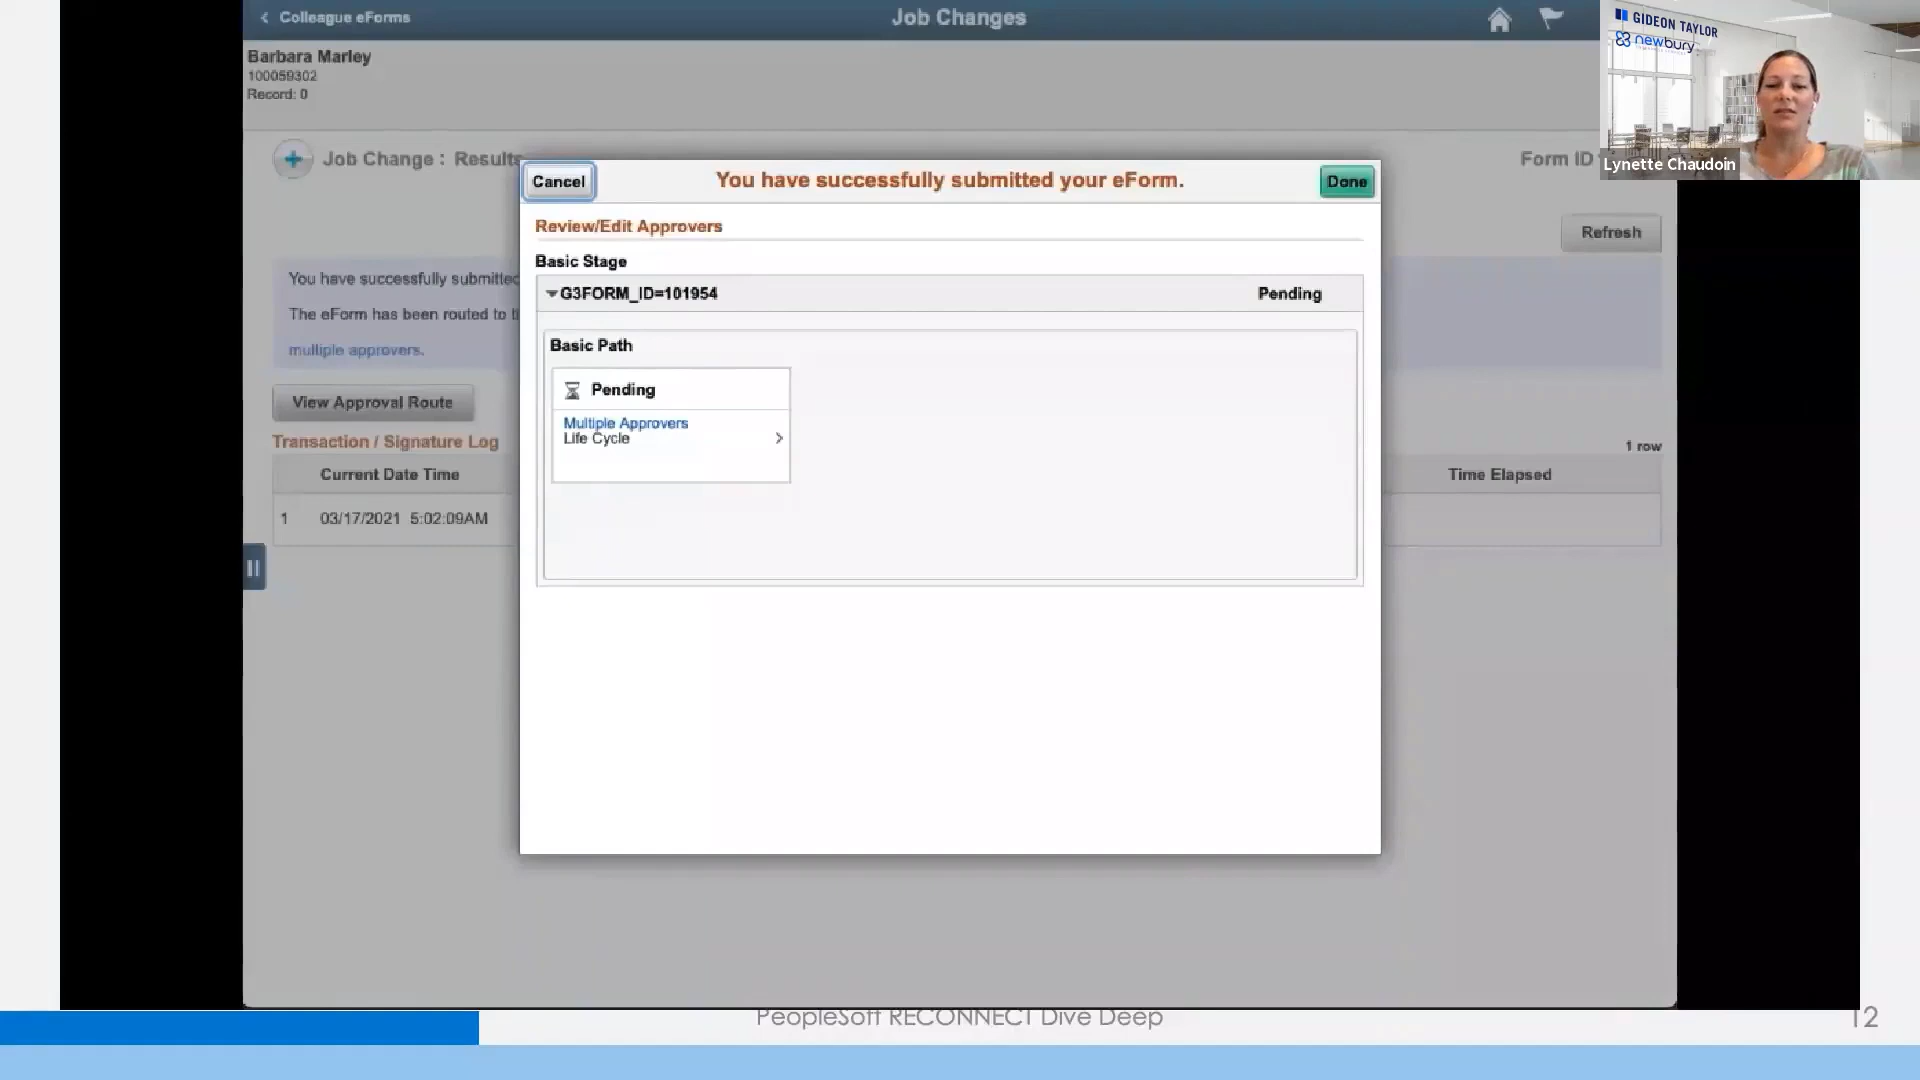 Colleague eForms
Job Changes
Barbara Marley
100059302
Record: 0
Job Change : Results
Form ID
Refresh
You have successfully submitted
The eForm has been routed to
multiple approvers.
View Approval Route
Transaction / Signature Log
1 row
Current Date Time
Time Elapsed
1 03/17/2021 5:02:09AM
Cancel
You have successfully submitted your eForm.
Done
Review/Edit Approvers
Basic Stage
G3FORM_ID=101954
Pending
Basic Path
Pending
Multiple Approvers
Life Cycle
GIDEON TAYLOR
newbury
Lynette Chaudoin
PeopleSoft RECONNECT Dive Deep
12